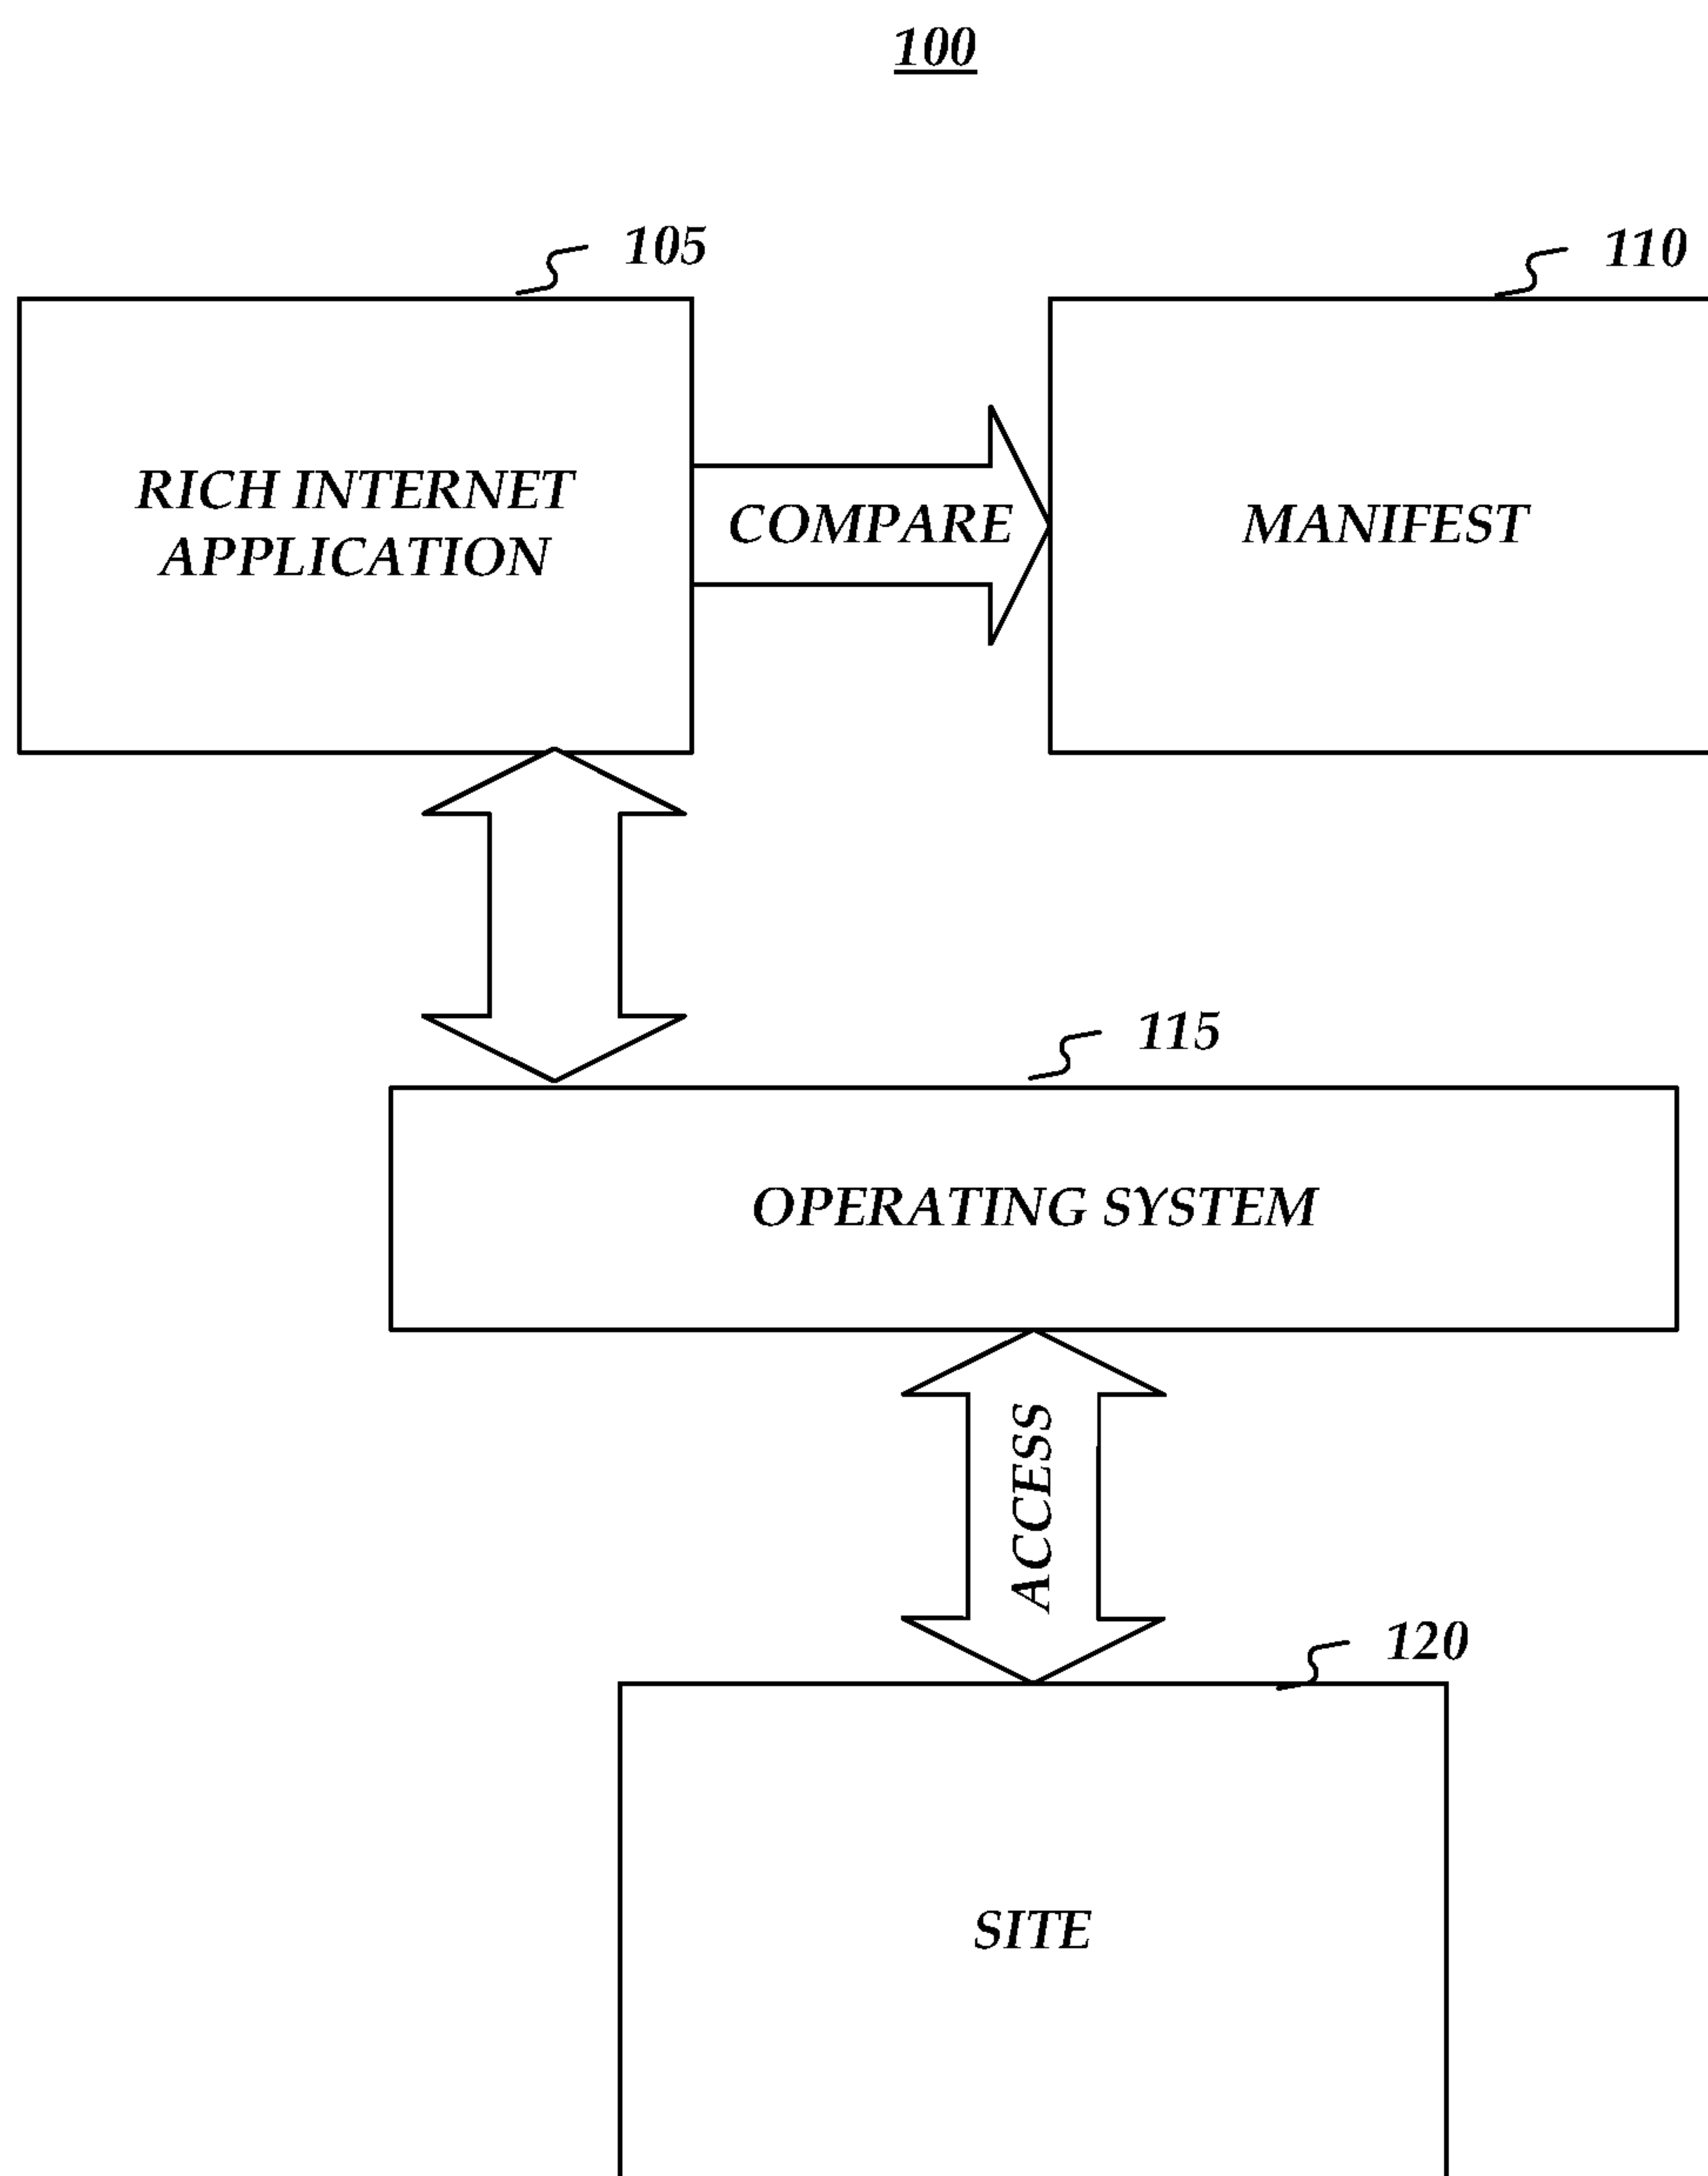 100
105
110
RICH INTERNET
APPLICATION
COMPARE
MANIFEST
115
OPERATING SYSTEM
ACCESS
120
SITE